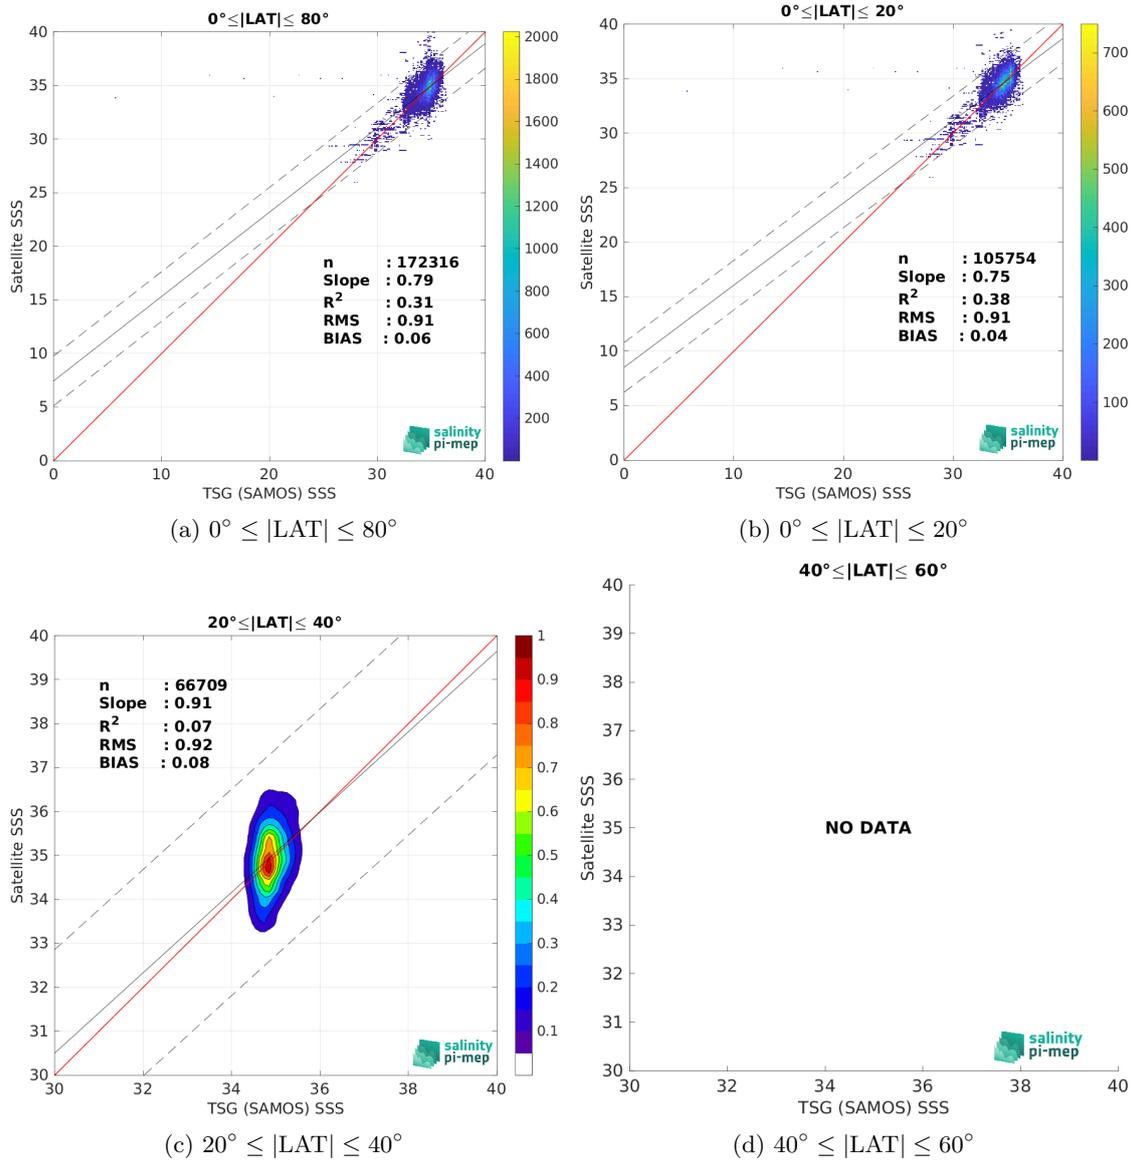 0°≤|LAT|≤ 80°
40
35
30
25
20
15
10
5
0
Satellite SSS
0
10
20
30
40
TSG (SAMOS) SSS
n : 172316
Slope : 0.79
R² : 0.31
RMS : 0.91
BIAS : 0.06
salinity
pi-mep
2000
1800
1600
1400
1200
1000
800
600
400
200
(a) 0° ≤ |LAT| ≤ 80°
0°≤|LAT|≤ 20°
40
35
30
25
20
15
10
5
0
Satellite SSS
0
10
20
30
40
TSG (SAMOS) SSS
n : 105754
Slope : 0.75
R² : 0.38
RMS : 0.91
BIAS : 0.04
salinity
pi-mep
700
600
500
400
300
200
100
(b) 0° ≤ |LAT| ≤ 20°
20°≤|LAT|≤ 40°
40
39
38
37
36
35
34
33
32
31
30
Satellite SSS
30
32
34
36
38
40
TSG (SAMOS) SSS
n : 66709
Slope : 0.91
R² : 0.07
RMS : 0.92
BIAS : 0.08
salinity
pi-mep
1
0.9
0.8
0.7
0.6
0.5
0.4
0.3
0.2
0.1
(c) 20° ≤ |LAT| ≤ 40°
40°≤|LAT|≤ 60°
40
39
38
37
36
35
34
33
32
31
30
Satellite SSS
NO DATA
salinity
pi-mep
30
32
34
36
38
40
TSG (SAMOS) SSS
(d) 40° ≤ |LAT| ≤ 60°